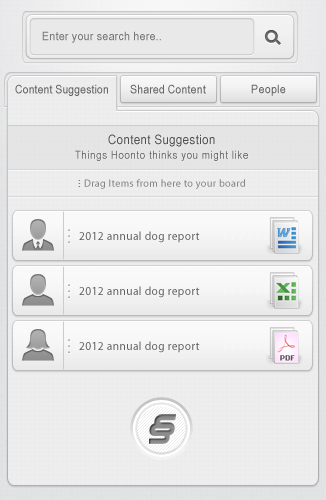 Enter your search here..
Content Suggestion
Shared Content
People
Content Suggestion
Things Hoonto thinks you might like
Drag Items from here to your board
2012 annual dog report
W
2012 annual dog report
X
2012 annual dog report
PDF